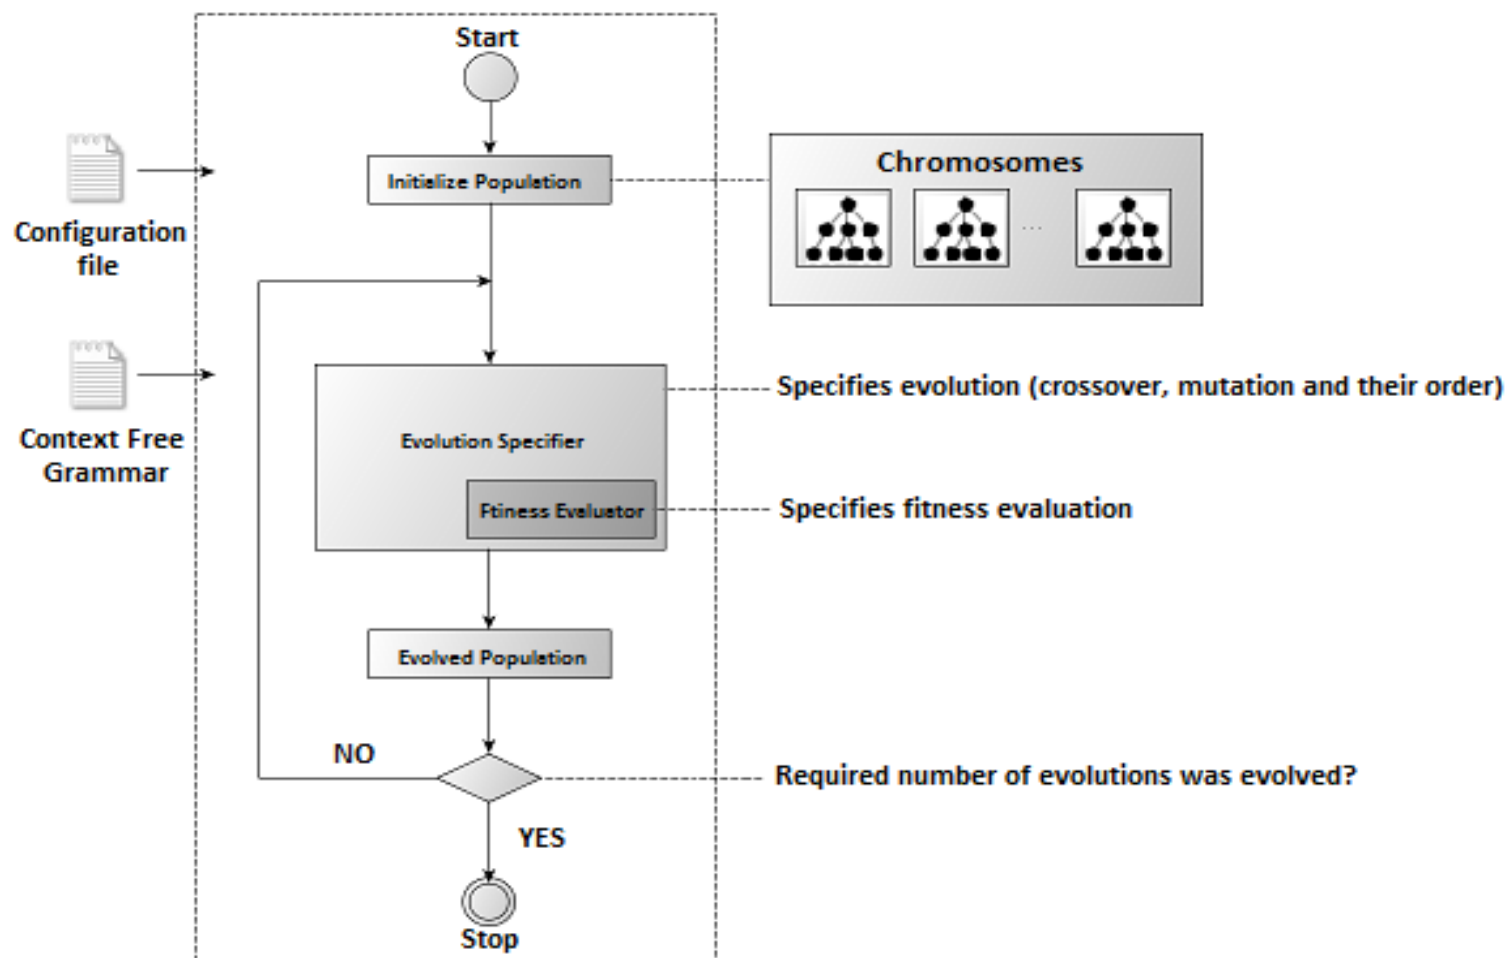 Start
Initialize Population
Chromosomes
...
Configuration
file
Context Free
Grammar
Specifies evolution (crossover, mutation and their order)
Evolution Specifier
Ftiness Evaluator
Specifies fitness evaluation
Evolved Population
NO
Required number of evolutions was evolved?
YES
Stop